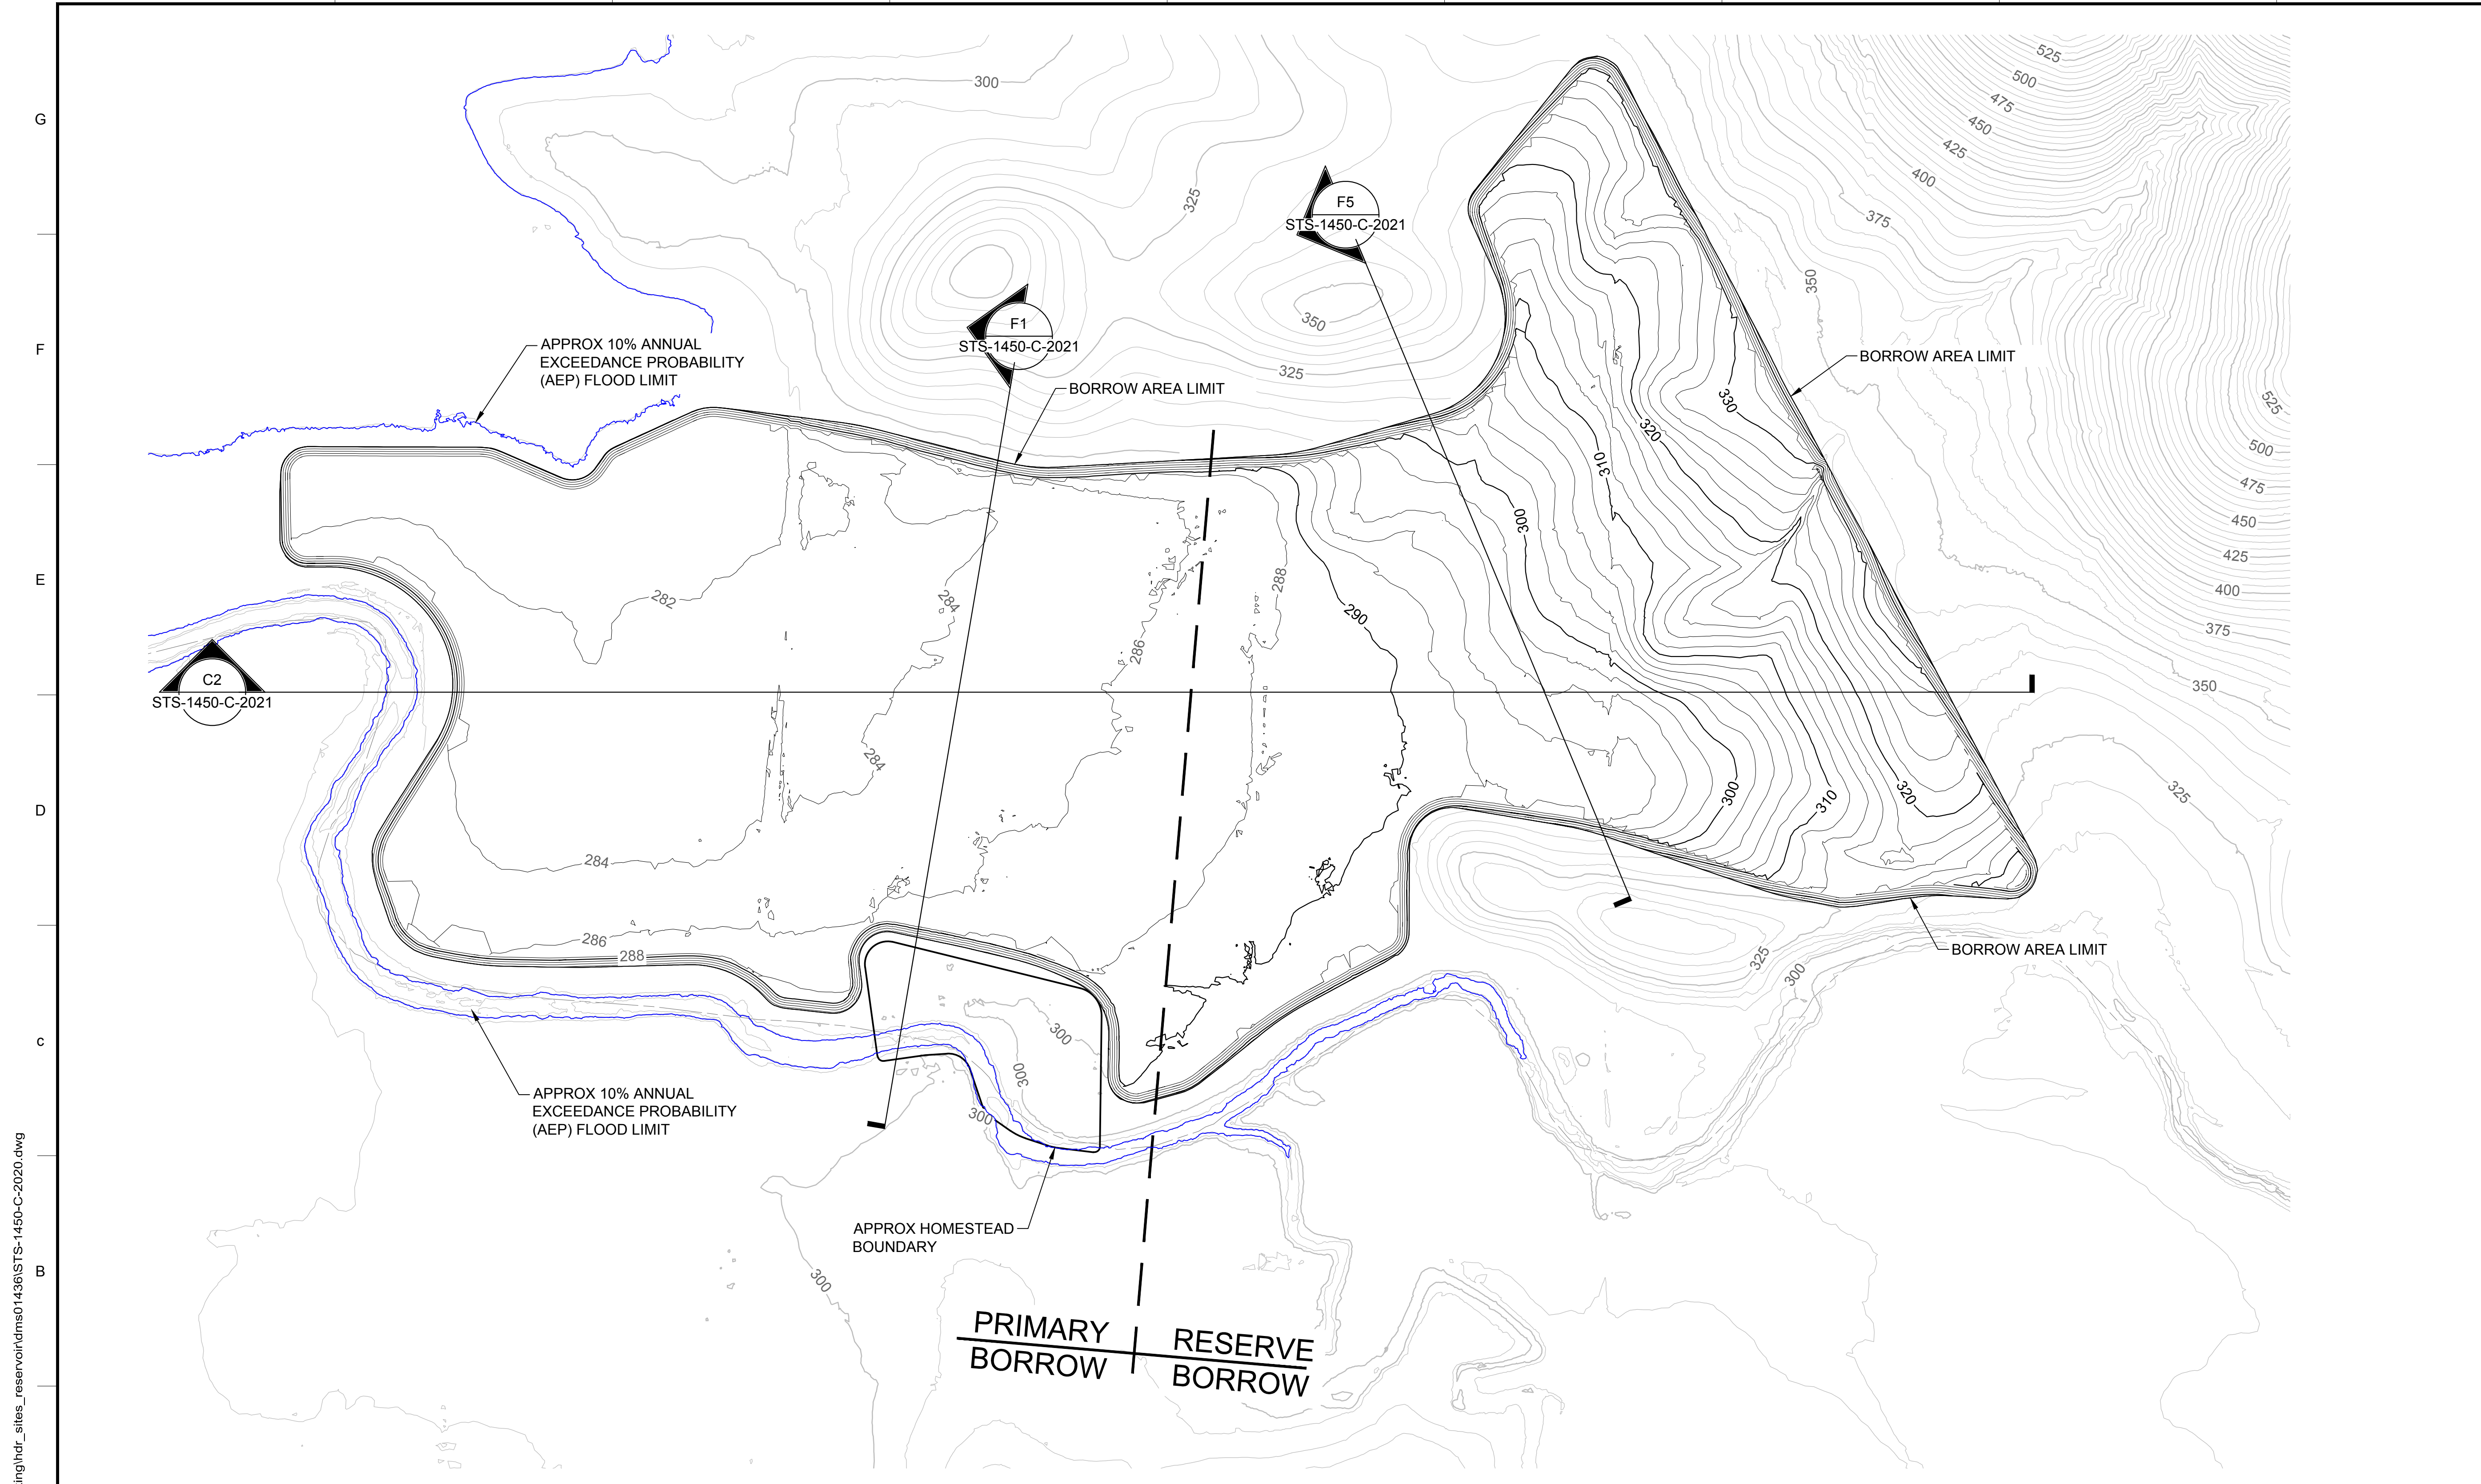 525
500
475
450
425
400
375
350
300
325
G
F5
STS-1450-C-2021
350
F1
STS-1450-C-2021
325
F
APPROX 10% ANNUAL
EXCEEDANCE PROBABILITY
(AEP) FLOOD LIMIT
BORROW AREA LIMIT
BORROW AREA LIMIT
330
320
310
300
525
500
475
450
425
400
375
350
325
E
282
284
286
288
290
C2
STS-1450-C-2021
284
300
310
320
D
284
286
288
325
300
BORROW AREA LIMIT
c
300
300
300
APPROX 10% ANNUAL
EXCEEDANCE PROBABILITY
(AEP) FLOOD LIMIT
APPROX HOMESTEAD
BOUNDARY
B
300
PRIMARY
BORROW
RESERVE
BORROW
ing\hdr_sites_reservoir\dms01436\STS-1450-C-2020.dwg